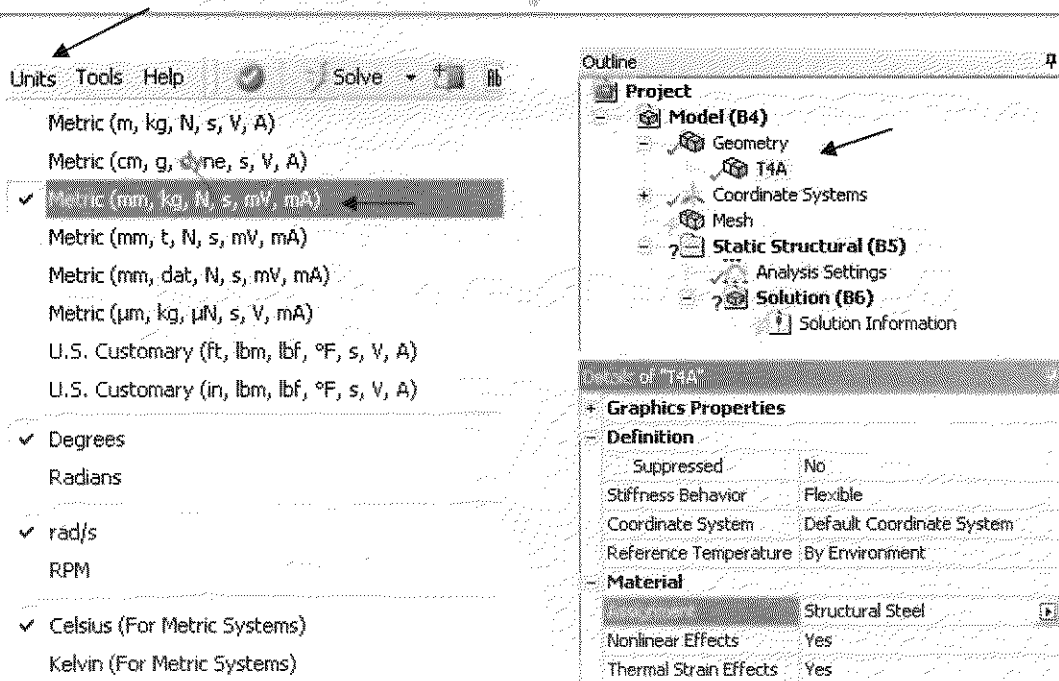 Units Tools Help Solve
Metric (m, kg, N, s, V, A)
Metric (cm, g, dyne, s, V, A)
Metric (mm, kg, N, s, mV, mA)
Metric (mm, t, N, s, mV, mA)
Metric (mm, dat, N, s, mV, mA)
Metric (μm, kg, μN, s, V, mA)
U.S. Customary (ft, lbm, lbf, °F, s, V, A)
U.S. Customary (in, lbm, lbf, °F, s, V, A)
Degrees
Radians
rad/s
RPM
Celsius (For Metric Systems)
Kelvin (For Metric Systems)
Outline
Project
Model (B4)
Geometry
T4A
Coordinate Systems
Mesh
Static Structural (B5)
Analysis Settings
Solution (B6)
Solution Information
of "T4A"
Graphics Properties
Definition
Suppressed No
Stiffness Behavior Flexible
Coordinate System Default Coordinate System
Reference Temperature By Environment
Material
Structural Steel
Nonlinear Effects Yes
Thermal Strain Effects Yes